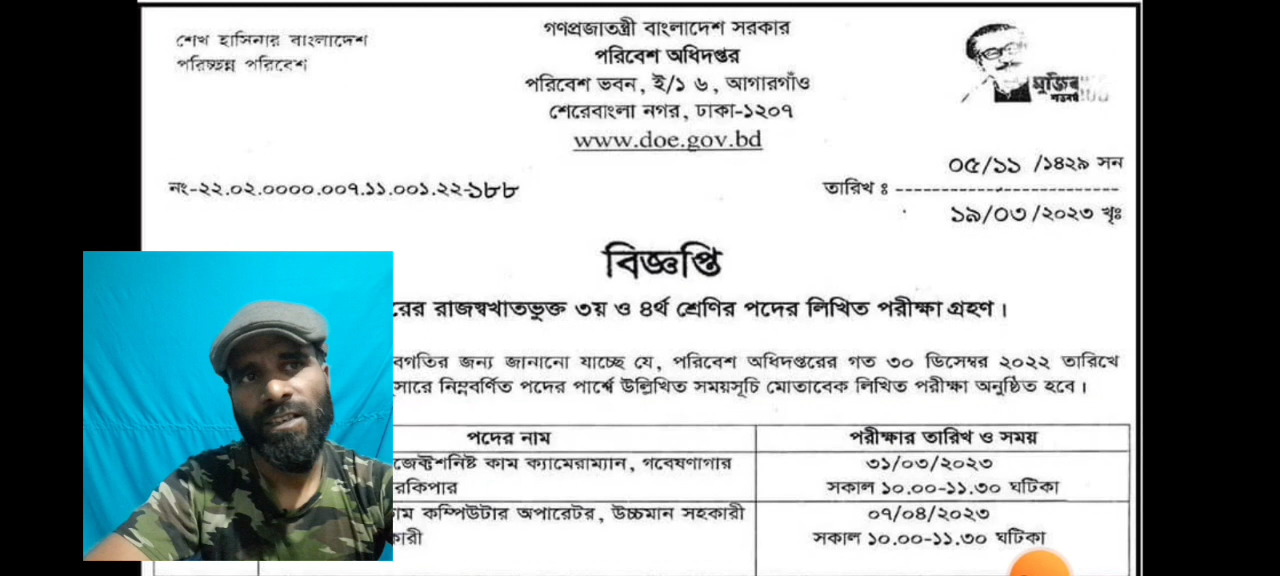 শেখ হাসিনার বাংলাদেশ
পরিচ্ছন্ন পরিবেশ
গণপ্রজাতন্ত্রী বাংলাদেশ সরকার
পরিবেশ অধিদপ্তর
পরিবেশ ভবন, ই/১৬, আগারগাঁও
শেরেবাংলা নগর, ঢাকা-১২০৭
www.doe.gov.bd
মুজিব
শতবর্ষ 100
নং-২২.০২.০০০০.০০৭.১১.০০১.২২-১৮৮
০৫/১১ /১৪২৯ সন
তারিখ ঃ --------------------------
১৯/০৩/২০২৩ খৃঃ
বিজ্ঞপ্তি
রাজস্বখাতভুক্ত ৩য় ও ৪র্থ শ্রেণির পদের লিখিত পরীক্ষা গ্রহণ।
জন্য জানানো যাচ্ছে যে, পরিবেশ অধিদপ্তরের গত ৩০ ডিসেম্বর ২০২২ তারিখে
নিম্নবর্ণিত পদের পার্শ্বে উল্লিখিত সময়সূচি মোতাবেক লিখিত পরীক্ষা অনুষ্ঠিত হবে।
পদের নাম
পরীক্ষার তারিখ ও সময়
কাম ক্যামেরাম্যান, গবেষণাগার
৩১/০৩/২০২৩
সকাল ১০.০০-১১.৩০ ঘটিকা
কম্পিউটার অপারেটর, উচ্চমান সহকারী
০৭/০৪/২০২৩
সকাল ১০.০০-১১.৩০ ঘটিকা